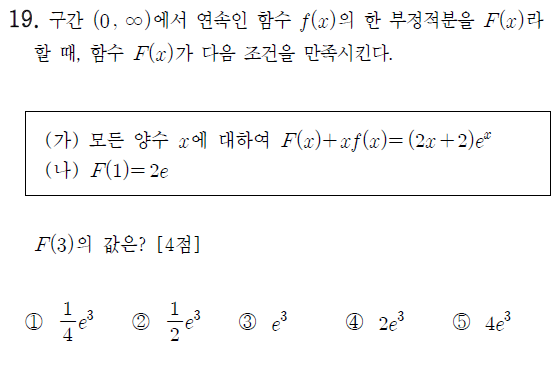 19. 구간 (0, ∞)에서 연속인 함수 f(x)의 한 부정적분을 F(x)라
할 때, 함수 F(x)가 다음 조건을 만족시킨다.
(가) 모든 양수 x에 대하여 F(x)+xf(x)=(2x+2)e^x
(나) F(1)=2e
F(3)의 값은? [4점]
① 1/4 e^3 ② 1/2 e^3 ③ e^3 ④ 2e^3 ⑤ 4e^3